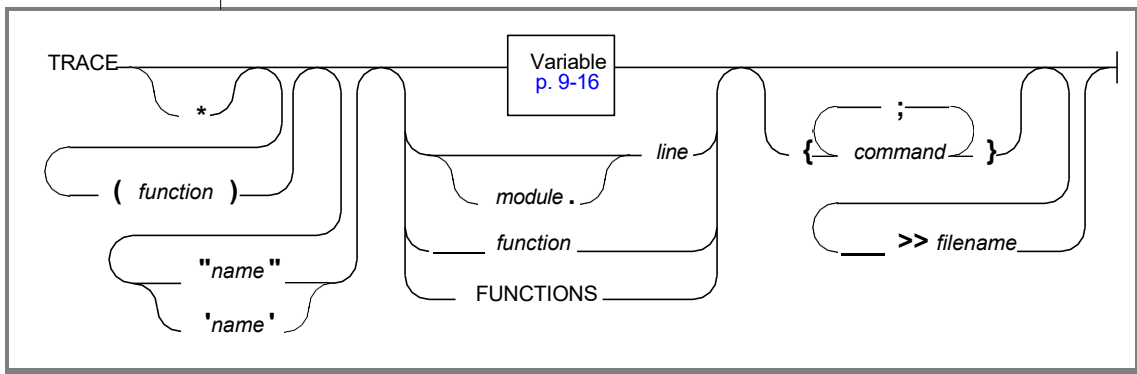 TRACE
*
( function )
"name"
'name'
Variable
p. 9-16
line
module .
function
FUNCTIONS
;
{ command }
>> filename